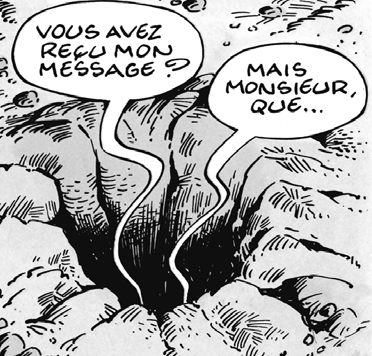 VOUS AVEZ
REÇU MON
MESSAGE ?
MAIS
MONSIEUR,
QUE...